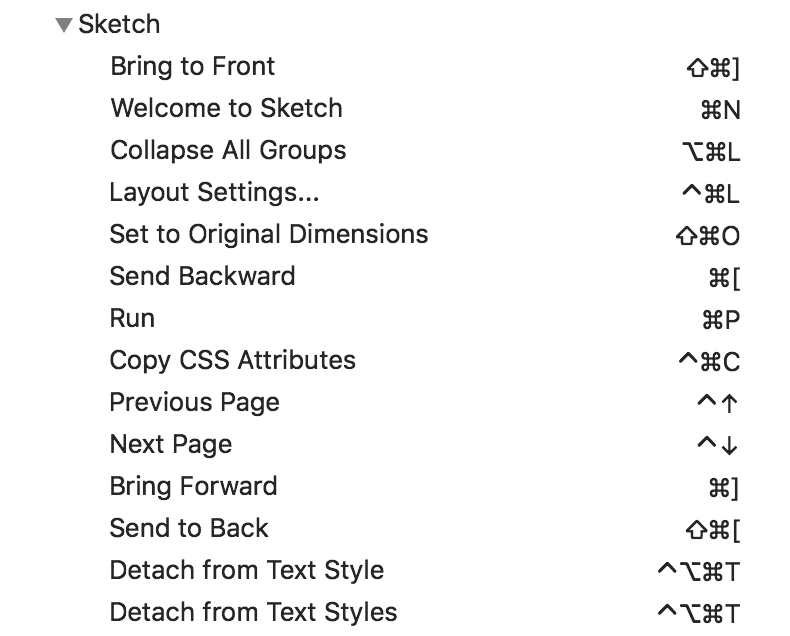 ▼ Sketch
Bring to Front ⇧⌘]
Welcome to Sketch ⌘N
Collapse All Groups ⌥⌘L
Layout Settings... ^⌘L
Set to Original Dimensions ⇧⌘O
Send Backward ⌘[
Run ⌘P
Copy CSS Attributes ^⌘C
Previous Page ^↑
Next Page ^↓
Bring Forward ⌘]
Send to Back ⇧⌘[
Detach from Text Style ^⌥⌘T
Detach from Text Styles ^⌥⌘T